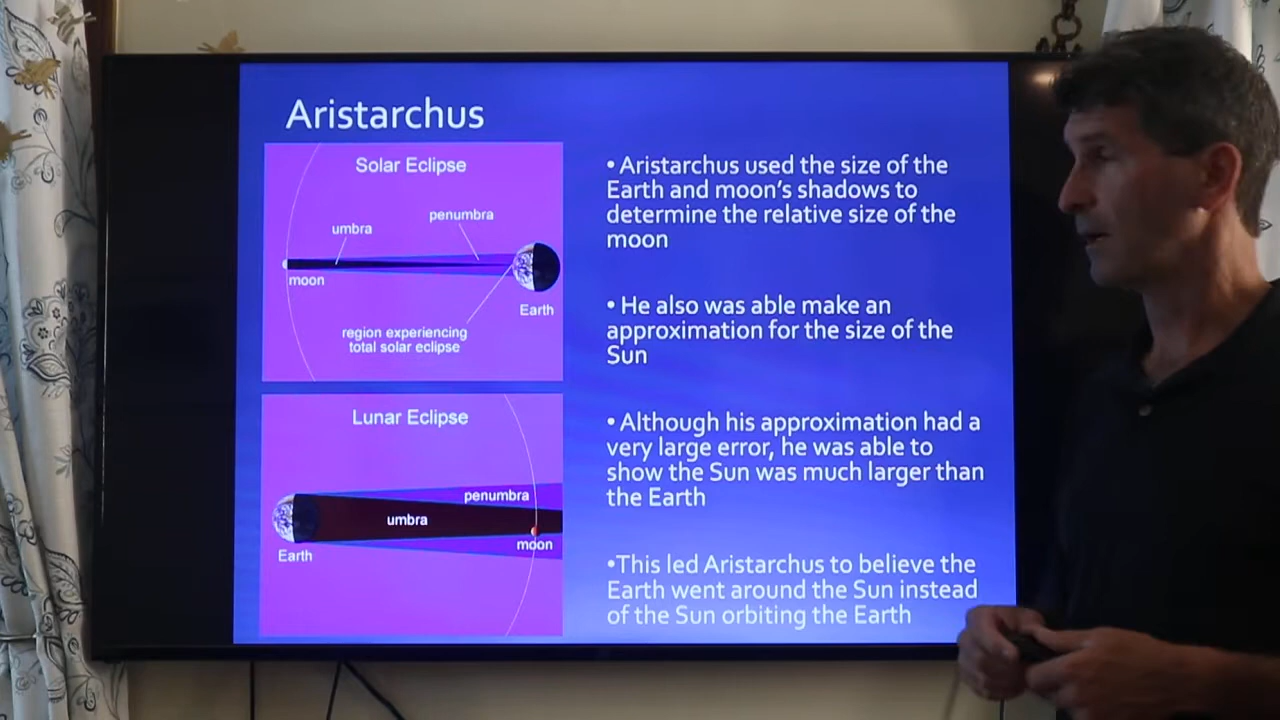 Aristarchus
Solar Eclipse
umbra
penumbra
moon
Earth
region experiencing
total solar eclipse
Lunar Eclipse
penumbra
umbra
moon
Earth
• Aristarchus used the size of the
Earth and moon's shadows to
determine the relative size of the
moon
• He also was able make an
approximation for the size of the
Sun
• Although his approximation had a
very large error, he was able to
show the Sun was much larger than
the Earth
•This led Aristarchus to believe the
Earth went around the Sun instead
of the Sun orbiting the Earth